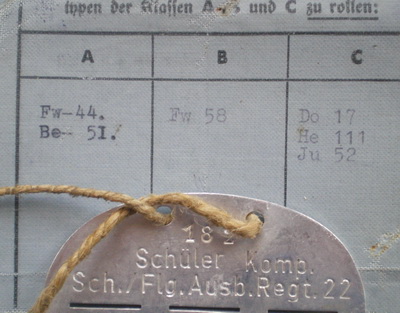 typen der Klassen A, B und C zu rollen:
A B C
Fw-44. Fw 58 Do 17
Be- 51. He 111
Ju 52
182
Schüler Komp.
Sch./Flg.Ausb.Regt.22